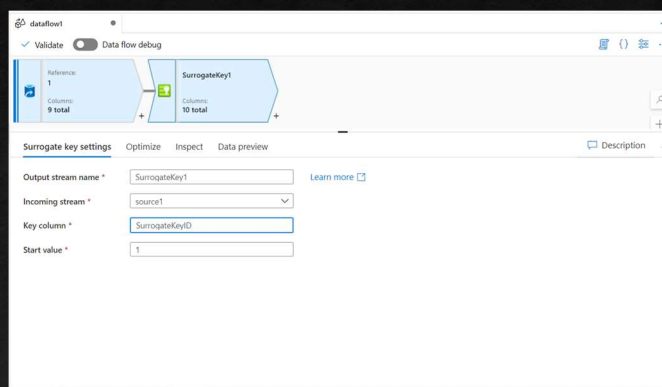 dataflow1
Validate Data flow debug
Reference:
1
Columns:
9 total
SurrogateKey1
Columns:
10 total
Surrogate key settings Optimize Inspect Data preview Description
Output stream name * SurrogateKey1 Learn more
Incoming stream * source1
Key column * SurrogateKeyID
Start value * 1